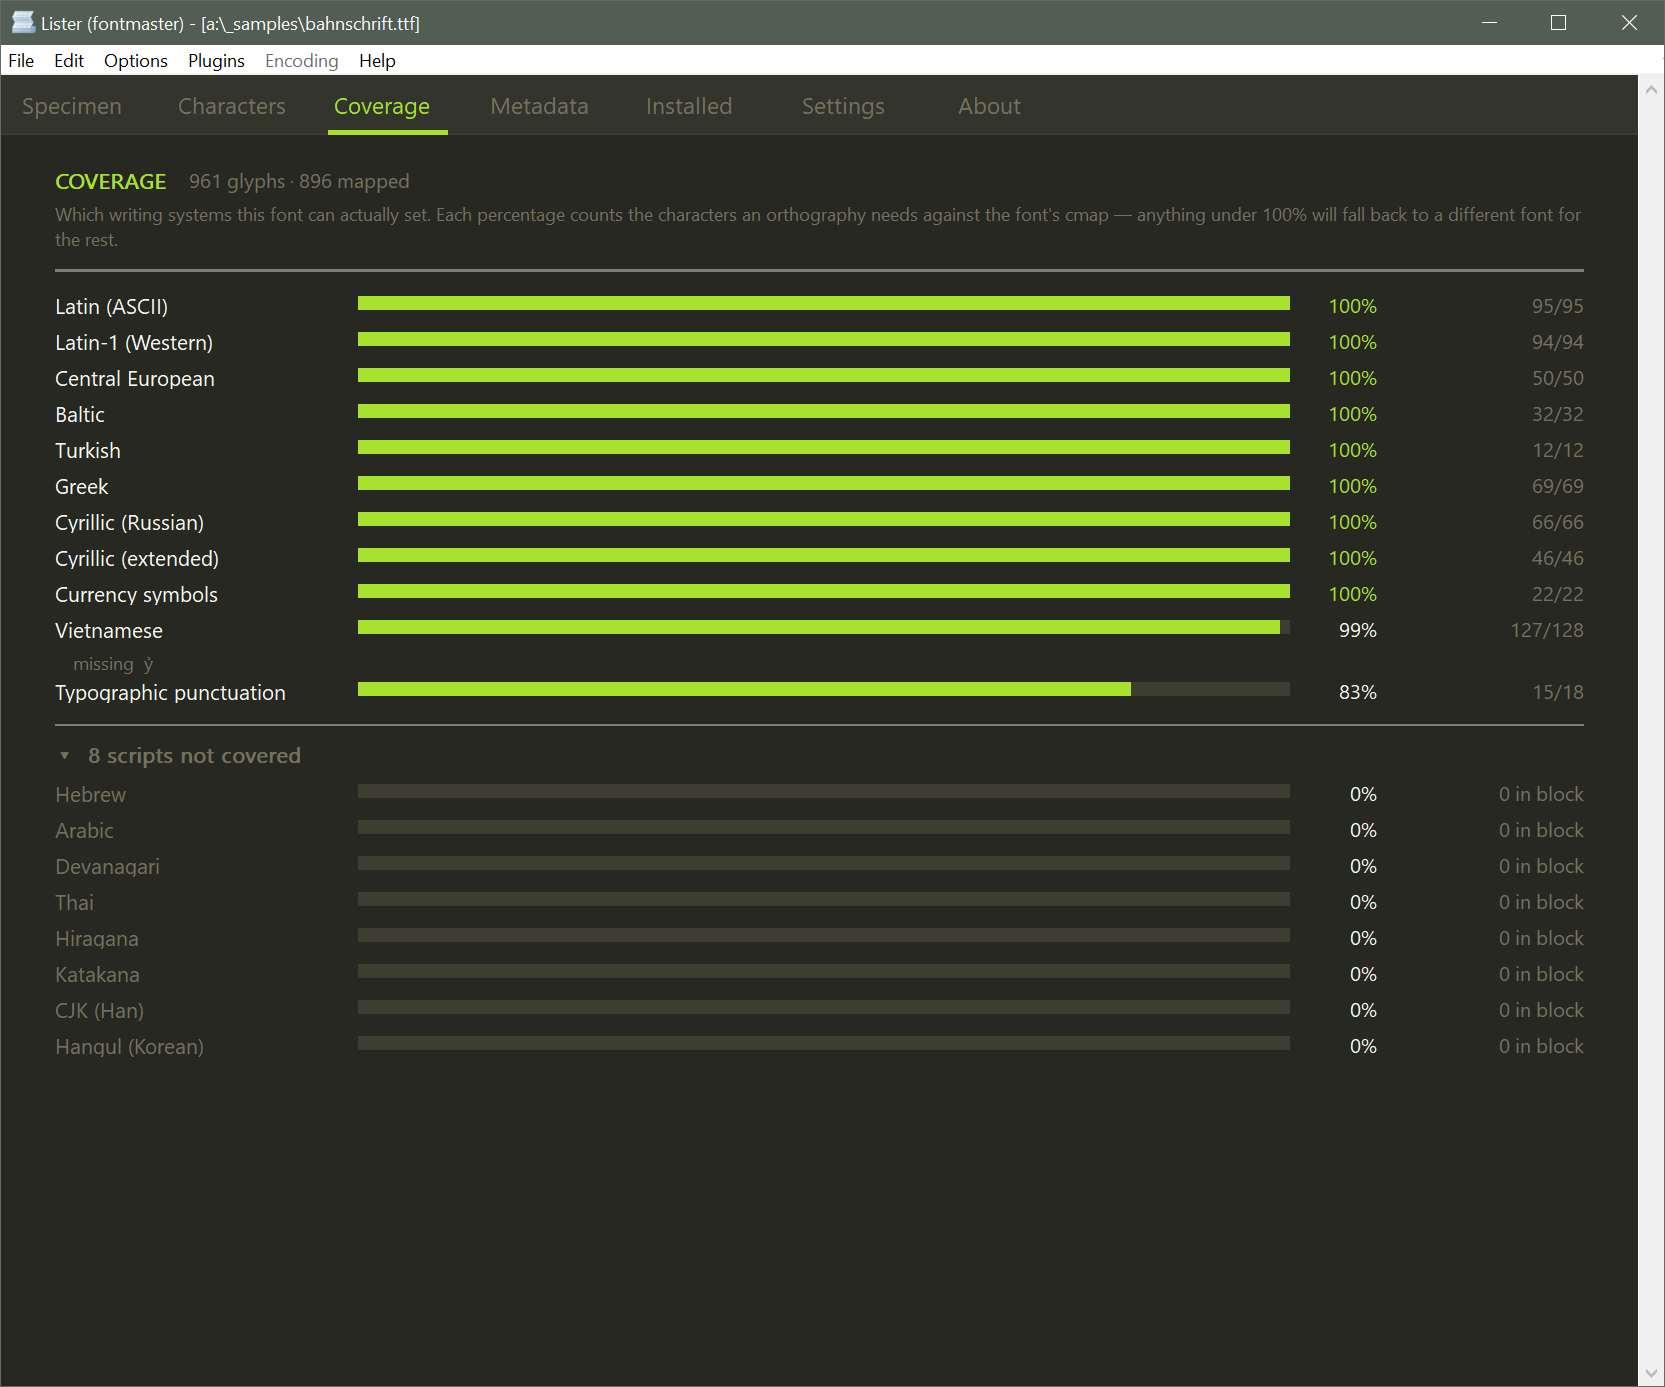 Lister (fontmaster) - [a:\_samples\bahnschrift.ttf]
File Edit Options Plugins Encoding Help
Specimen Characters Coverage Metadata Installed Settings About
COVERAGE 961 glyphs · 896 mapped
Which writing systems this font can actually set. Each percentage counts the characters an orthography needs against the font's cmap — anything under 100% will fall back to a different font for
the rest.
Latin (ASCII) 100% 95/95
Latin-1 (Western) 100% 94/94
Central European 100% 50/50
Baltic 100% 32/32
Turkish 100% 12/12
Greek 100% 69/69
Cyrillic (Russian) 100% 66/66
Cyrillic (extended) 100% 46/46
Currency symbols 100% 22/22
Vietnamese 99% 127/128
missing ỷ
Typographic punctuation 83% 15/18
▼ 8 scripts not covered
Hebrew 0% 0 in block
Arabic 0% 0 in block
Devanagari 0% 0 in block
Thai 0% 0 in block
Hiragana 0% 0 in block
Katakana 0% 0 in block
CJK (Han) 0% 0 in block
Hangul (Korean) 0% 0 in block